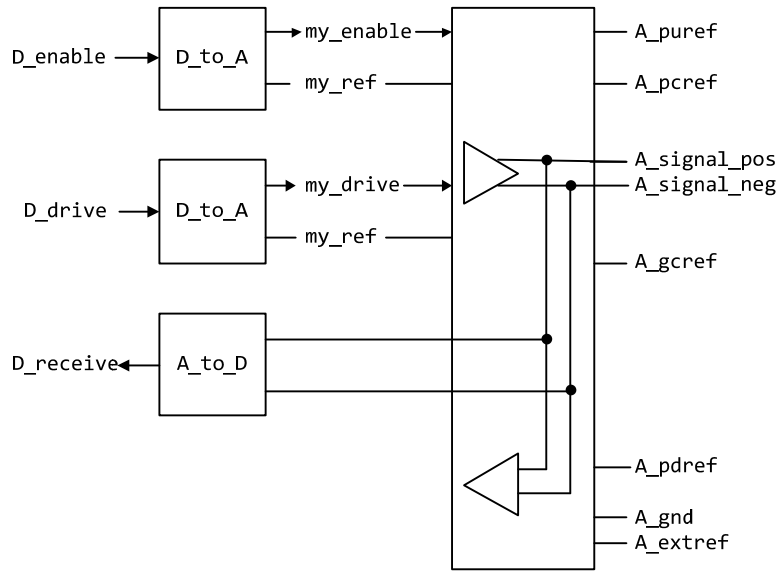 my_enable
A_puref
D_enable
D_to_A
my_ref
A_pcref
A_signal_pos
my_drive
A_signal_neg
D_drive
D_to_A
my_ref
A_gcref
D_receive
A_to_D
A_pdref
A_gnd
A_extref